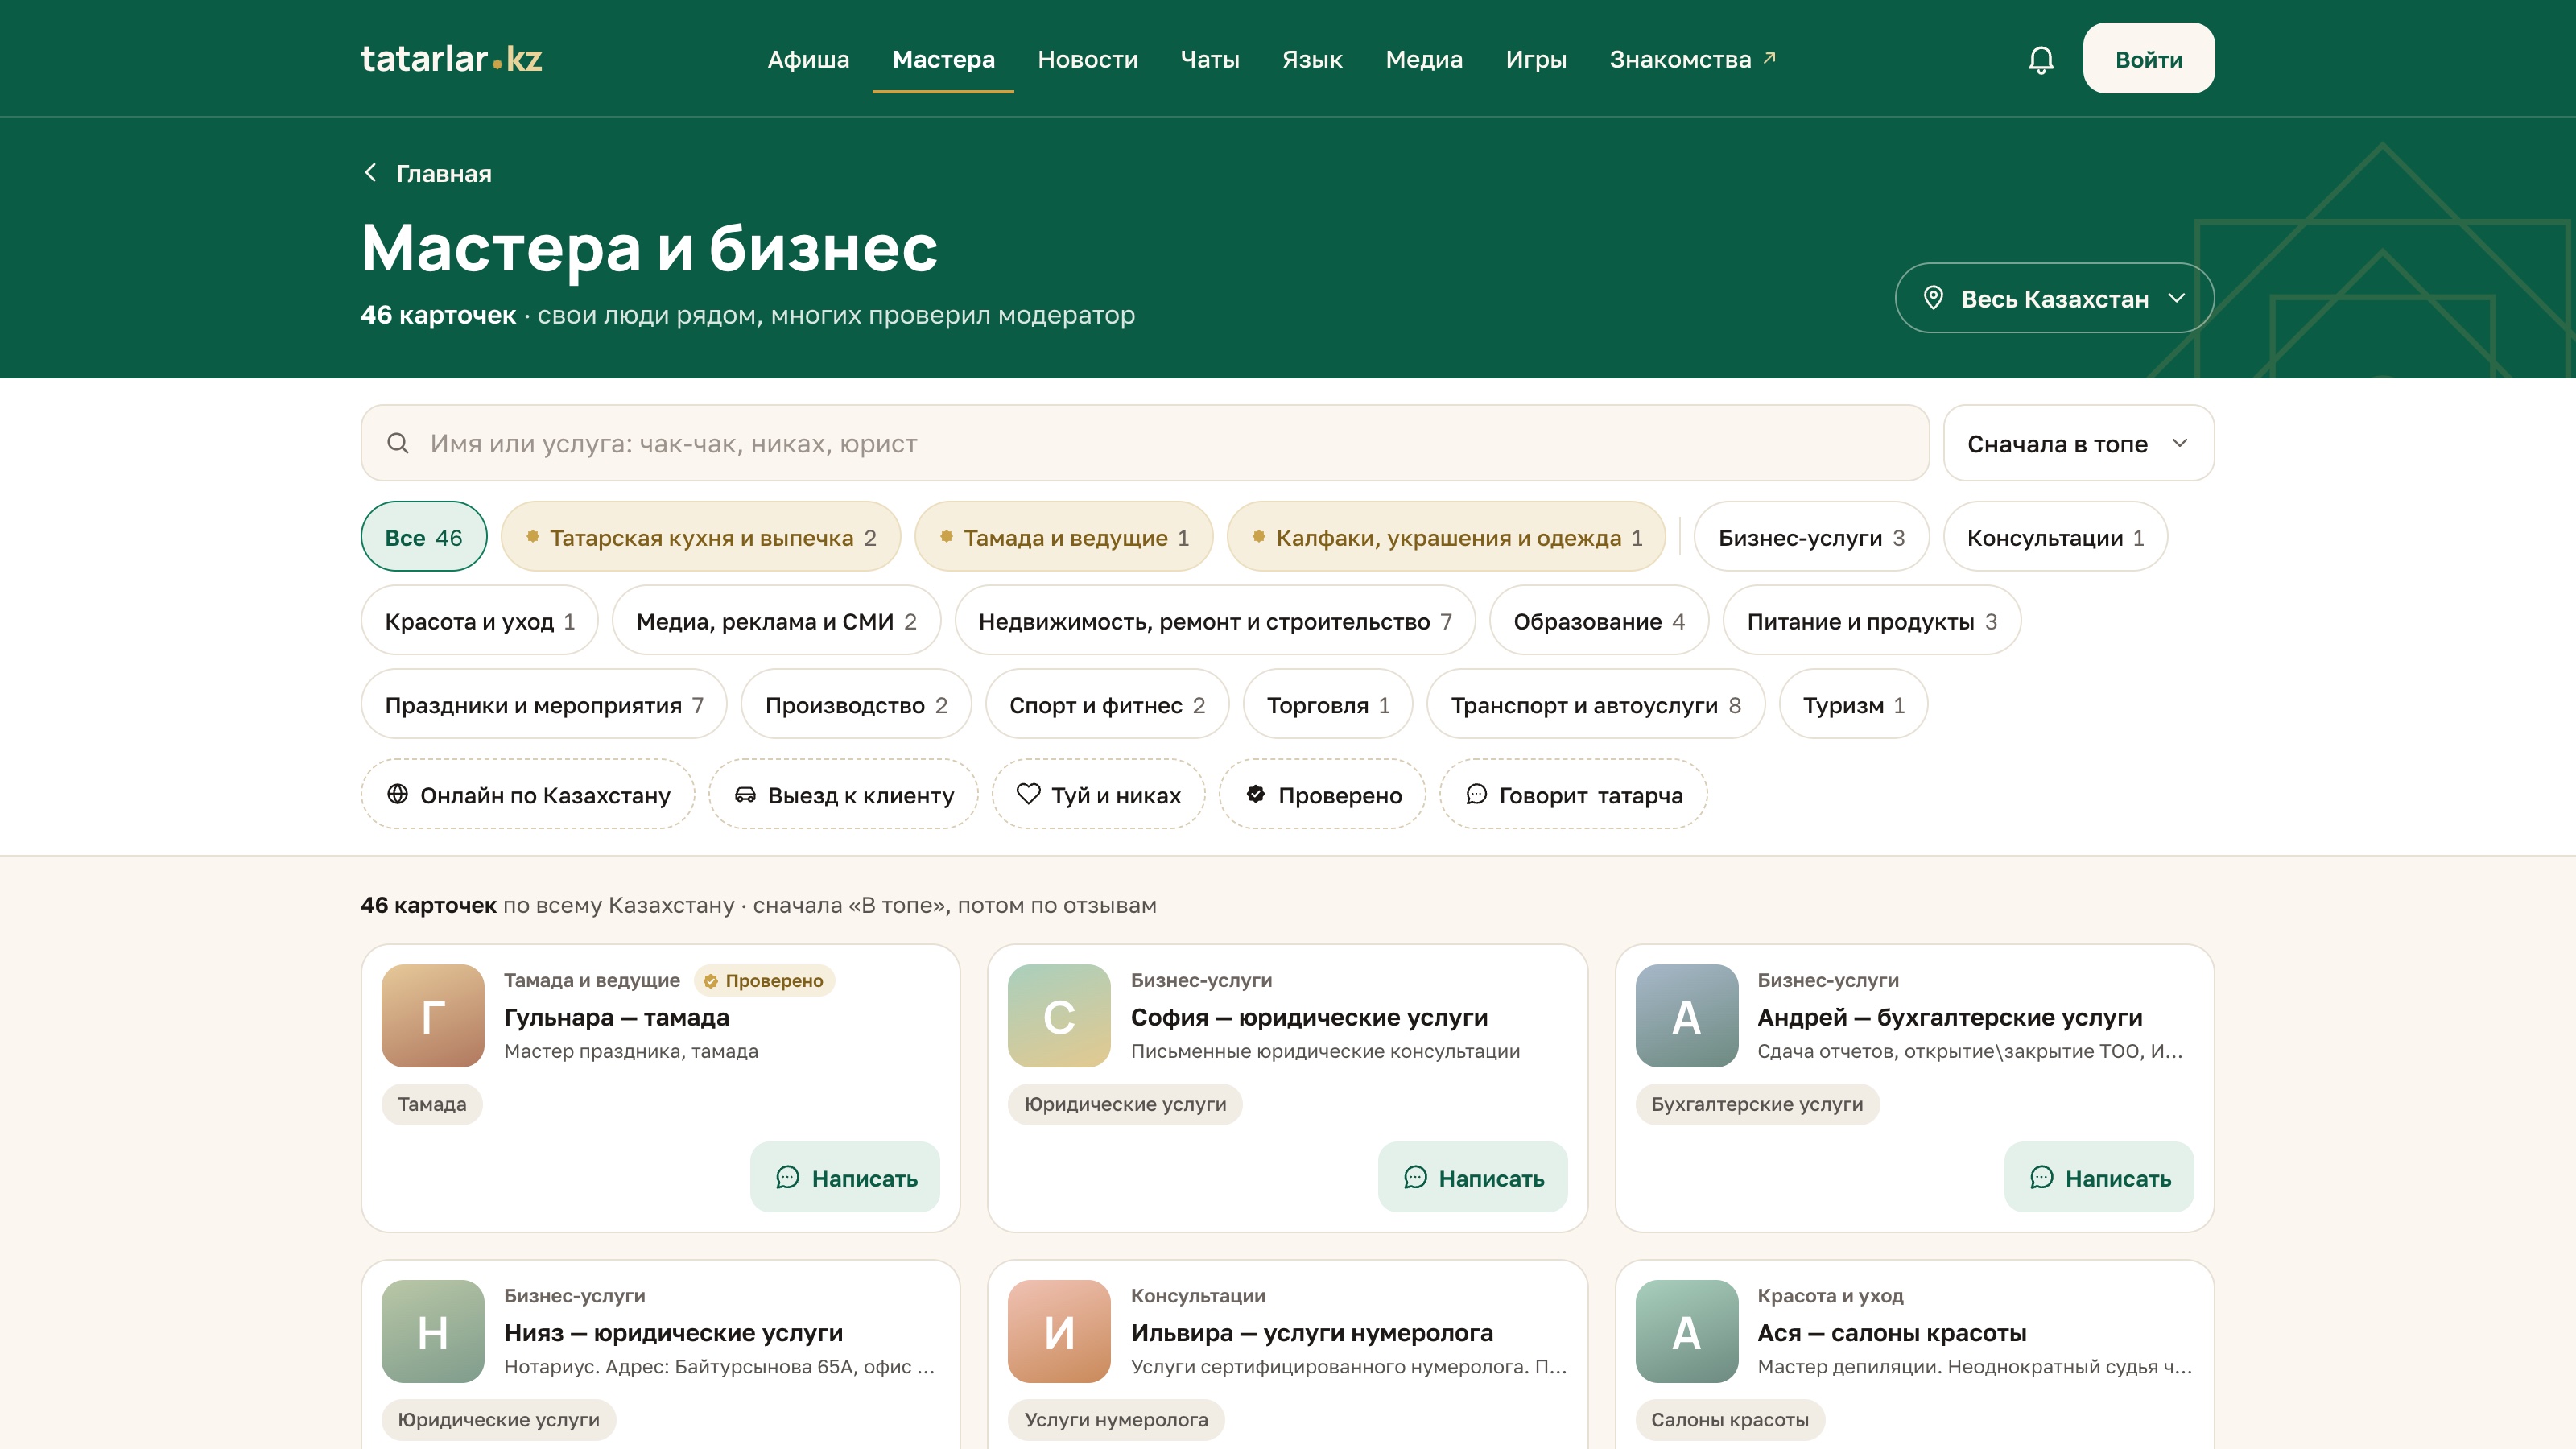 tatarlar.kz Афиша Мастера Новости Чаты Язык Медиа Игры Знакомства ↗ Войти
Главная
Мастера и бизнес
46 карточек · свои люди рядом, многих проверил модератор
Весь Казахстан
Имя или услуга: чак-чак, никах, юрист Сначала в топе
Все 46 Татарская кухня и выпечка 2 Тамада и ведущие 1 Калфаки, украшения и одежда 1 Бизнес-услуги 3 Консультации 1
Красота и уход 1 Медиа, реклама и СМИ 2 Недвижимость, ремонт и строительство 7 Образование 4 Питание и продукты 3
Праздники и мероприятия 7 Производство 2 Спорт и фитнес 2 Торговля 1 Транспорт и автоуслуги 8 Туризм 1
Онлайн по Казахстану Выезд к клиенту Туй и никах Проверено Говорит татарча
46 карточек по всему Казахстану · сначала «В топе», потом по отзывам
Г
Тамада и ведущие Проверено
Гульнара — тамада
Мастер праздника, тамада
Тамада
Написать
С
Бизнес-услуги
София — юридические услуги
Письменные юридические консультации
Юридические услуги
Написать
А
Бизнес-услуги
Андрей — бухгалтерские услуги
Сдача отчетов, открытие\закрытие ТОО, И...
Бухгалтерские услуги
Написать
Н
Бизнес-услуги
Нияз — юридические услуги
Нотариус. Адрес: Байтурсынова 65А, офис ...
Юридические услуги
И
Консультации
Ильвира — услуги нумеролога
Услуги сертифицированного нумеролога. П...
Услуги нумеролога
А
Красота и уход
Ася — салоны красоты
Мастер депиляции. Неоднократный судья ч...
Салоны красоты